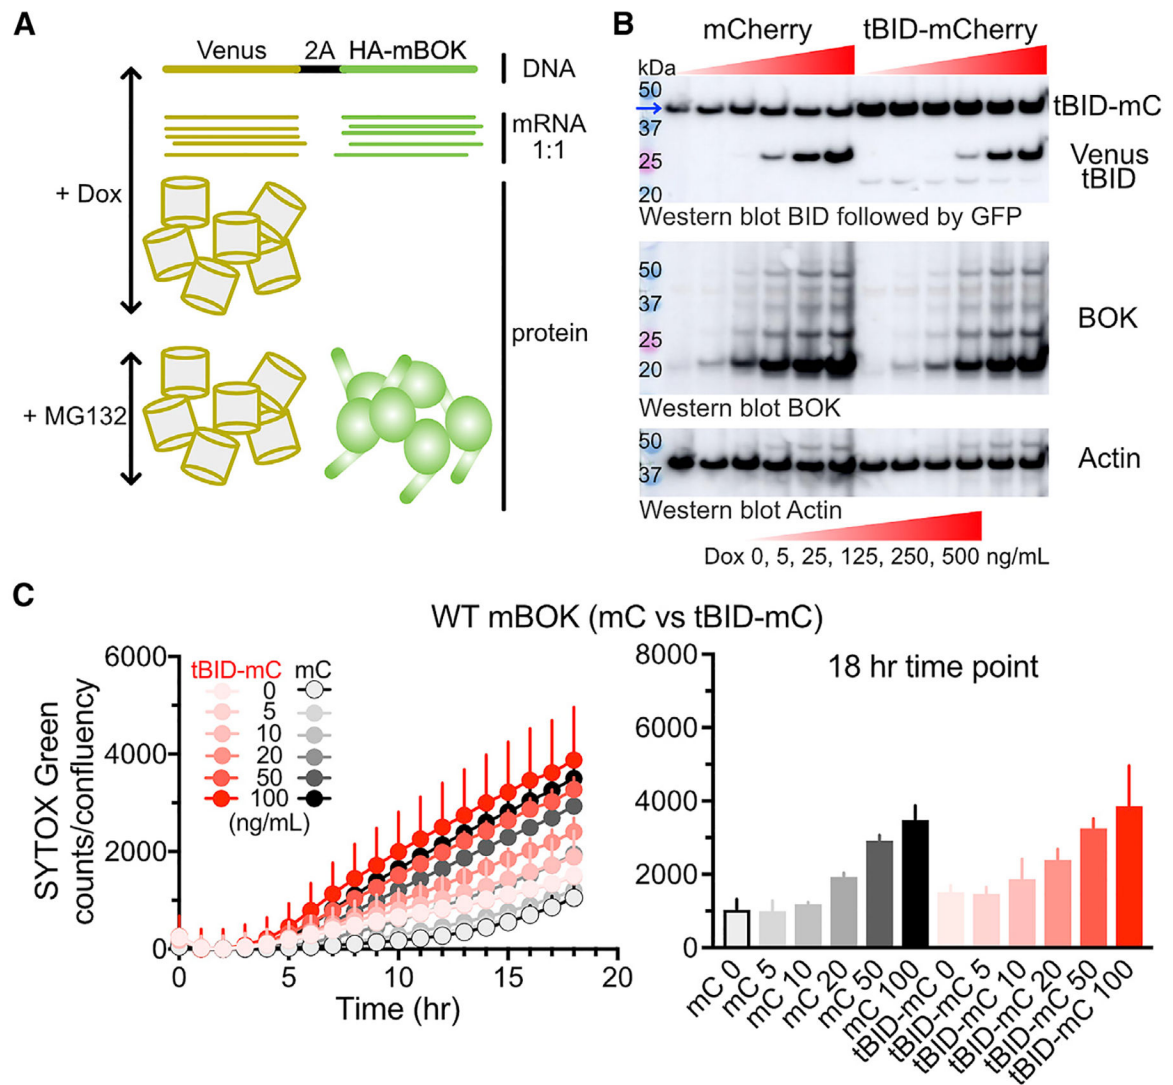 A
Venus 2A HA-mBOK
DNA
mRNA
1:1
+ Dox
protein
+ MG132
B
mCherry tBID-mCherry
kDa
50
37
25
20
tBID-mC
Venus
tBID
Western blot BID followed by GFP
50
37
25
20
BOK
Western blot BOK
50
37
Actin
Western blot Actin
Dox 0, 5, 25, 125, 250, 500 ng/mL
C
WT mBOK (mC vs tBID-mC)
SYTOX Green
counts/confluency
6000
4000
2000
0
tBID-mC mC
0
5
10
20
50
100
(ng/mL)
0 5 10 15 20
Time (hr)
18 hr time point
8000
6000
4000
2000
0
mC 0
mC 5
mC 10
mC 20
mC 50
mC 100
tBID-mC 0
tBID-mC 5
tBID-mC 10
tBID-mC 20
tBID-mC 50
tBID-mC 100